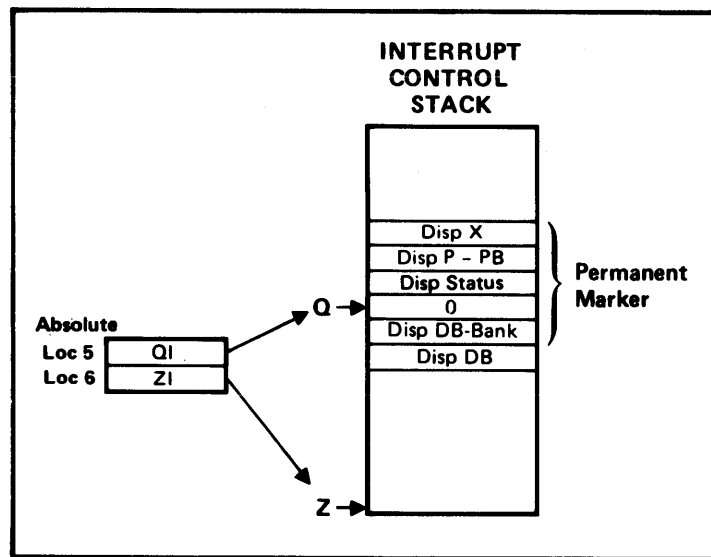 INTERRUPT
CONTROL
STACK
Disp X
Disp P – PB
Disp Status
Q
0
Disp DB-Bank
Disp DB
Permanent
Marker
Absolute
Loc 5
QI
Loc 6
ZI
Z